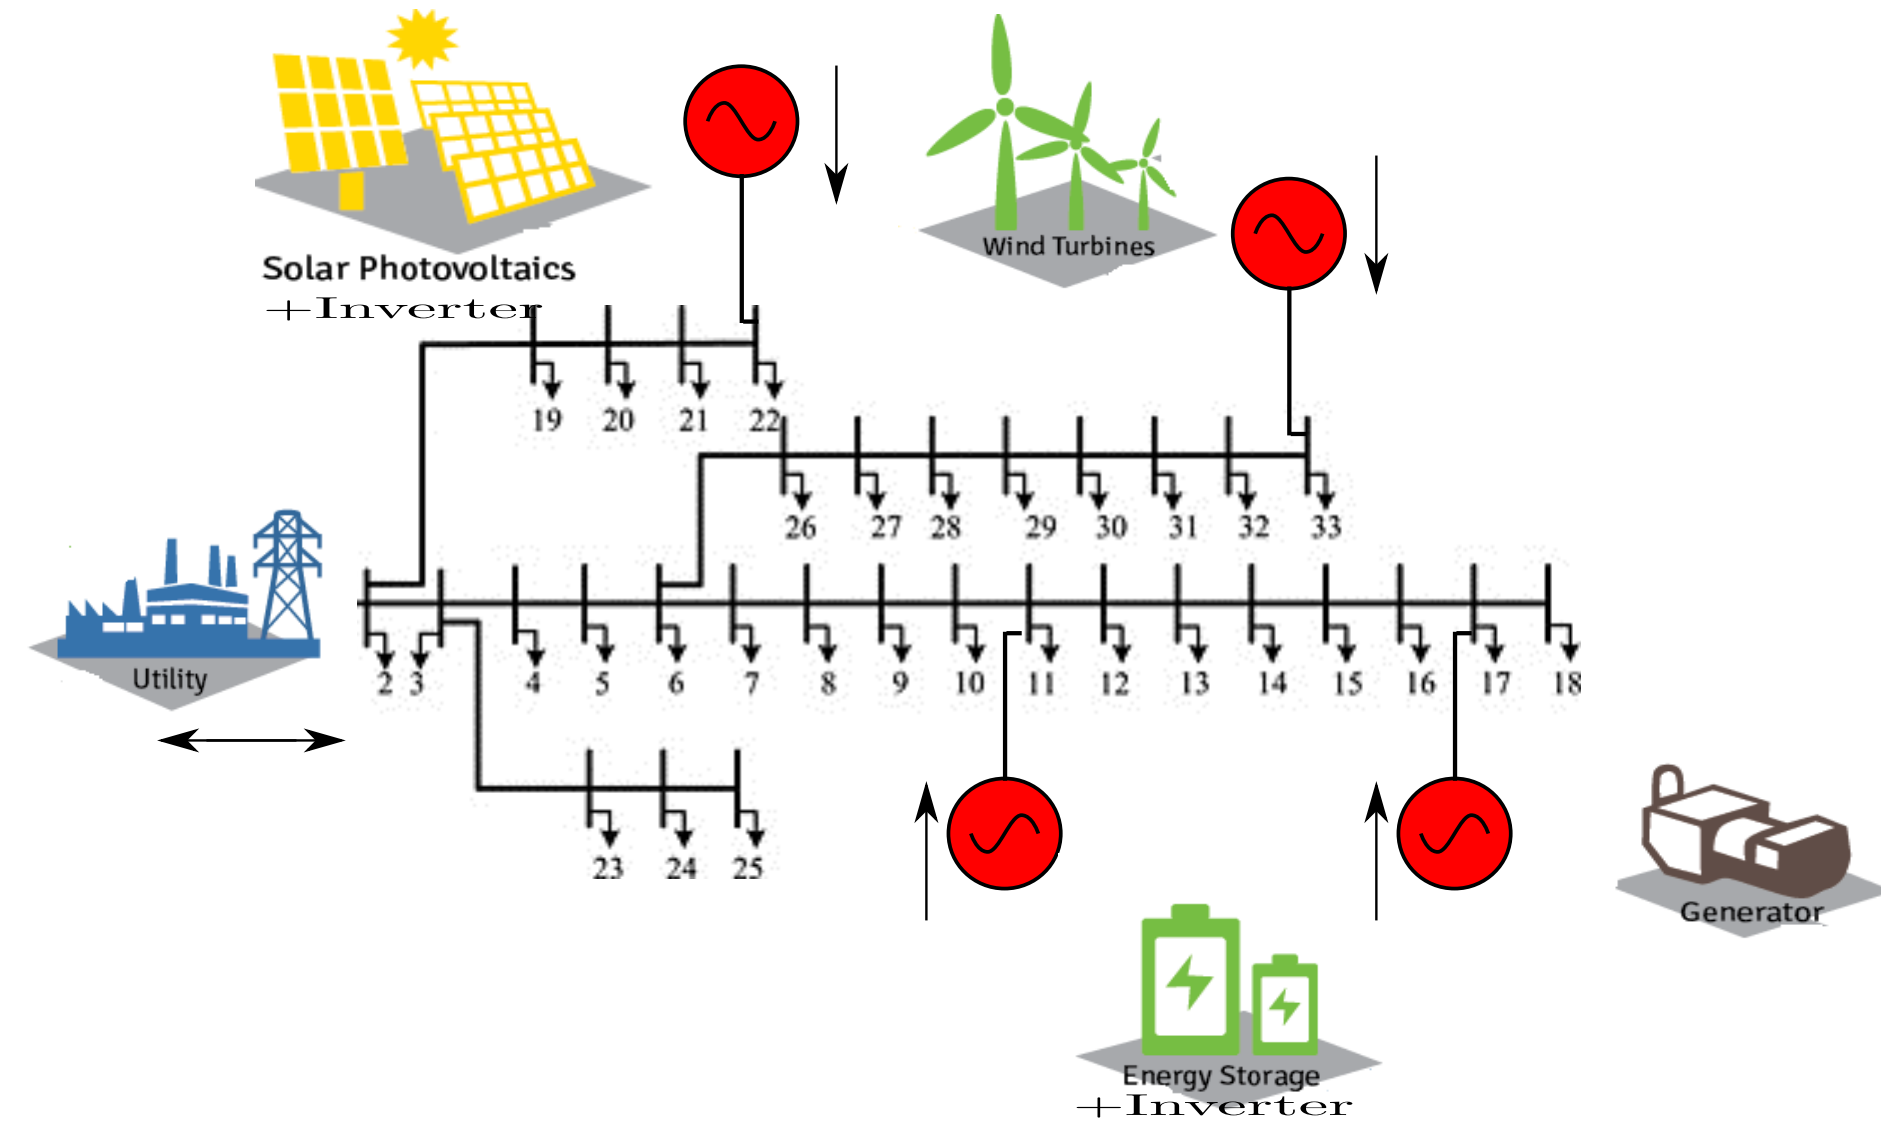 Solar Photovoltaics
+Inverter
Wind Turbines
19 20 21 22
26 27 28 29 30 31 32 33
Utility
2 3 4 5 6 7 8 9 10 11 12 13 14 15 16 17 18
23 24 25
Generator
Energy Storage
+Inverter